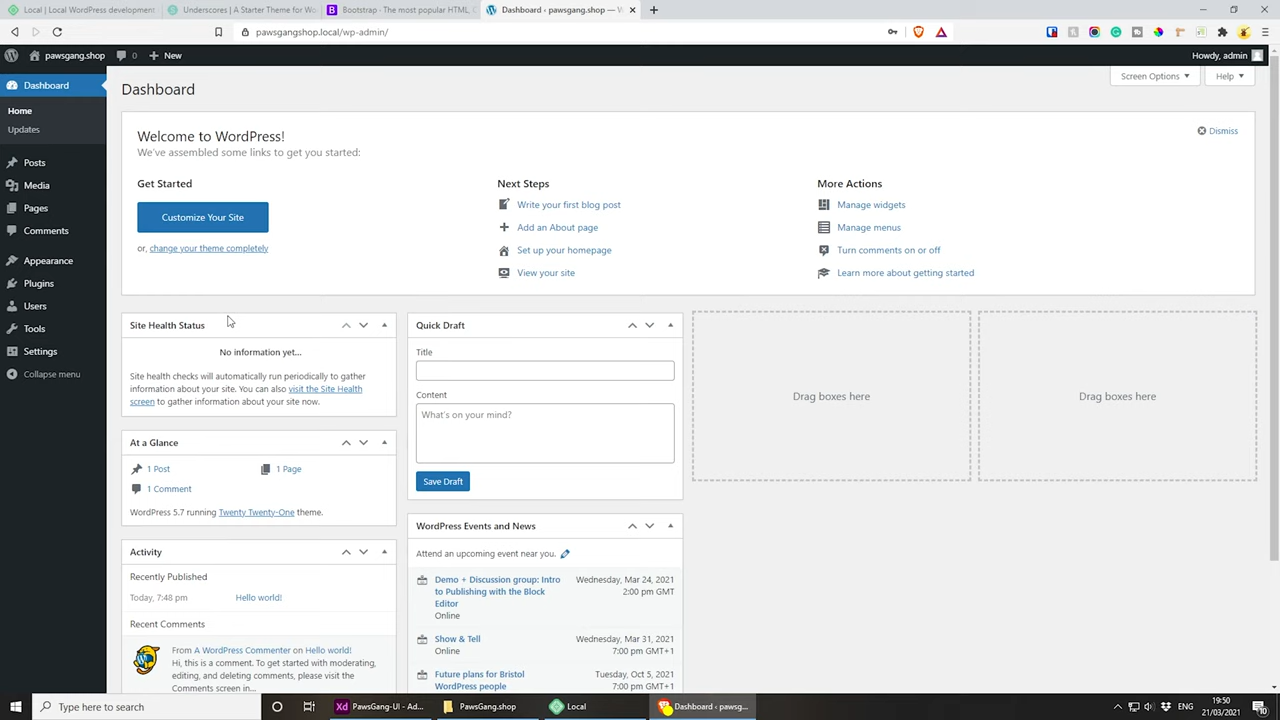 Local | Local WordPress development
Underscores | A Starter Theme for Wo
Bootstrap · The most popular HTML, C
Dashboard ‹ pawsgang.shop — W
pawsgangshop.local/wp-admin/
pawsgang.shop
0
New
Howdy, admin
Dashboard
Home
Updates
Posts
Media
Pages
Comments
Appearance
Plugins
Users
Tools
Settings
Collapse menu
Dashboard
Screen Options
Help
Welcome to WordPress!
We've assembled some links to get you started:
Dismiss
Get Started
Customize Your Site
or, change your theme completely
Next Steps
Write your first blog post
Add an About page
Set up your homepage
View your site
More Actions
Manage widgets
Manage menus
Turn comments on or off
Learn more about getting started
Site Health Status
No information yet...
Site health checks will automatically run periodically to gather
information about your site. You can also visit the Site Health
screen to gather information about your site now.
At a Glance
1 Post
1 Page
1 Comment
WordPress 5.7 running Twenty Twenty-One theme.
Activity
Recently Published
Today, 7:48 pm
Hello world!
Recent Comments
From A WordPress Commenter on Hello world!
Hi, this is a comment. To get started with moderating,
editing, and deleting comments, please visit the
Comments screen in...
Quick Draft
Title
Content
What's on your mind?
Save Draft
WordPress Events and News
Attend an upcoming event near you.
Demo + Discussion group: Intro
to Publishing with the Block
Editor
Online
Wednesday, Mar 24, 2021
2:00 pm GMT
Show & Tell
Online
Wednesday, Mar 31, 2021
7:00 pm GMT+1
Future plans for Bristol
WordPress people
Tuesday, Oct 5, 2021
7:00 pm GMT+1
Drag boxes here
Drag boxes here
Type here to search
PawsGang-UI - Ad...
PawsGang.shop
Local
Dashboard ‹ pawsg...
ENG
19:50
21/03/2021
10